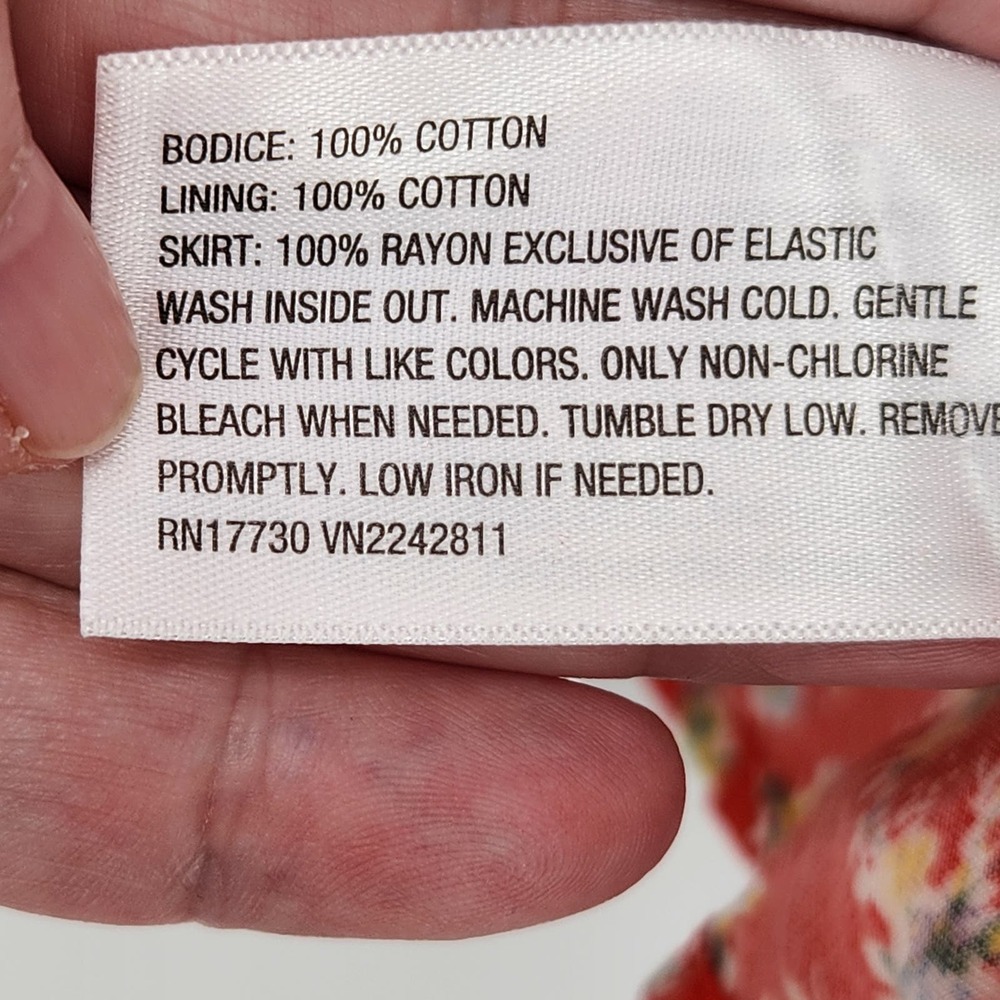 BODICE: 100% COTTON
LINING: 100% COTTON
SKIRT: 100% RAYON EXCLUSIVE OF ELASTIC
WASH INSIDE OUT. MACHINE WASH COLD. GENTLE
CYCLE WITH LIKE COLORS. ONLY NON-CHLORINE
BLEACH WHEN NEEDED. TUMBLE DRY LOW. REMOVE
PROMPTLY. LOW IRON IF NEEDED.
RN17730 VN2242811